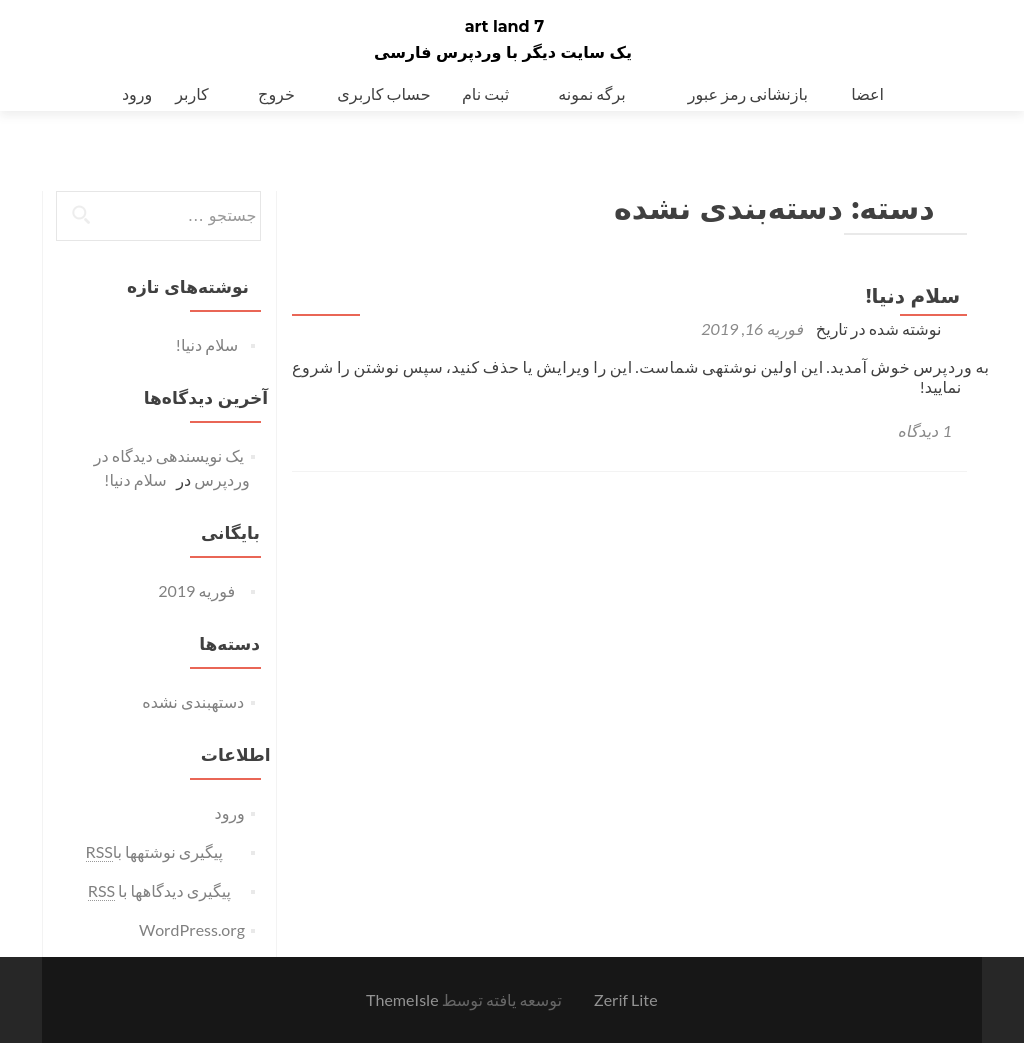 art land 7
یک سایت دیگر با وردپرس فارسی
اعضا بازنشانی رمز عبور برگه نمونه ثبت نام حساب کاربری خروج کاربر ورود
دسته: دسته‌بندی نشده
سلام دنیا!
نوشته شده در تاریخ فوریه 16, 2019
به وردپرس خوش آمدید. این اولین نوشتهی شماست. این را ویرایش یا حذف کنید، سپس نوشتن را شروع
نمایید!
1 دیدگاه
جستجو …
نوشته‌های تازه
سلام دنیا!
آخرین دیدگاه‌ها
یک نویسندهی دیدگاه در
وردپرس در سلام دنیا!
بایگانی
فوریه 2019
دسته‌ها
دستهبندی نشده
اطلاعات
ورود
پیگیری نوشتهها باRSS
پیگیری دیدگاهها با RSS
WordPress.org
Zerif Lite توسعه یافته توسط ThemeIsle